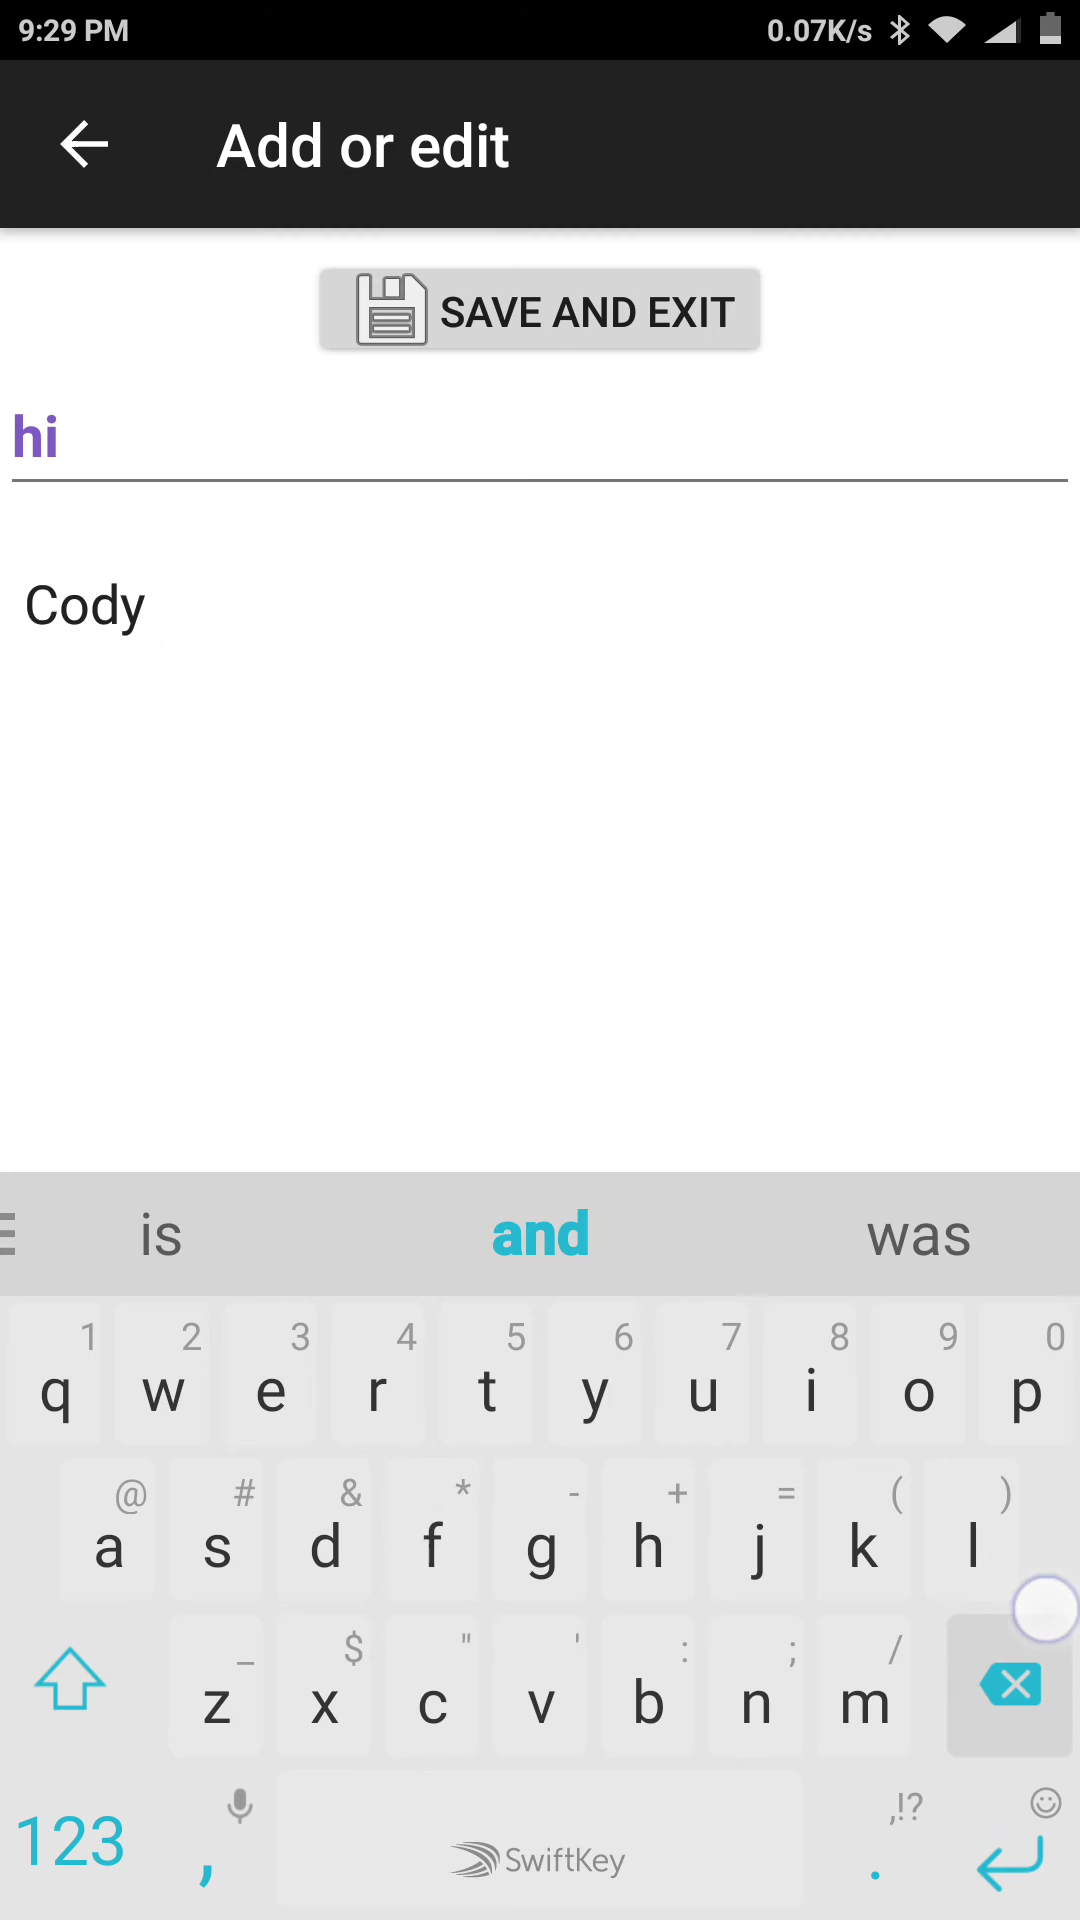 9:29 PM 0.07K/s
Add or edit
SAVE AND EXIT
hi
Cody
is and was
1 2 3 4 5 6 7 8 9 0
q w e r t y u i o p
@ # & * - + = ( )
a s d f g h j k l
_ $ " ' : ; /
z x c v b n m
,!?
123 , SwiftKey .